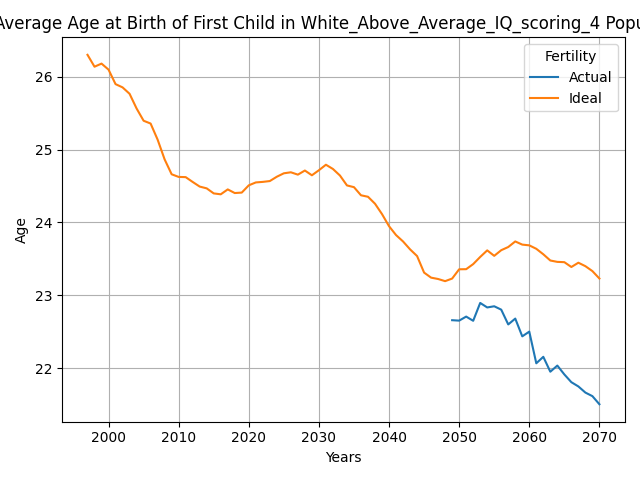 Average Age at Birth of First Child in White_Above_Average_IQ_scoring_4 Popu
Fertility
Actual
Ideal
26
25
24
23
22
Age
2000 2010 2020 2030 2040 2050 2060 2070
Years